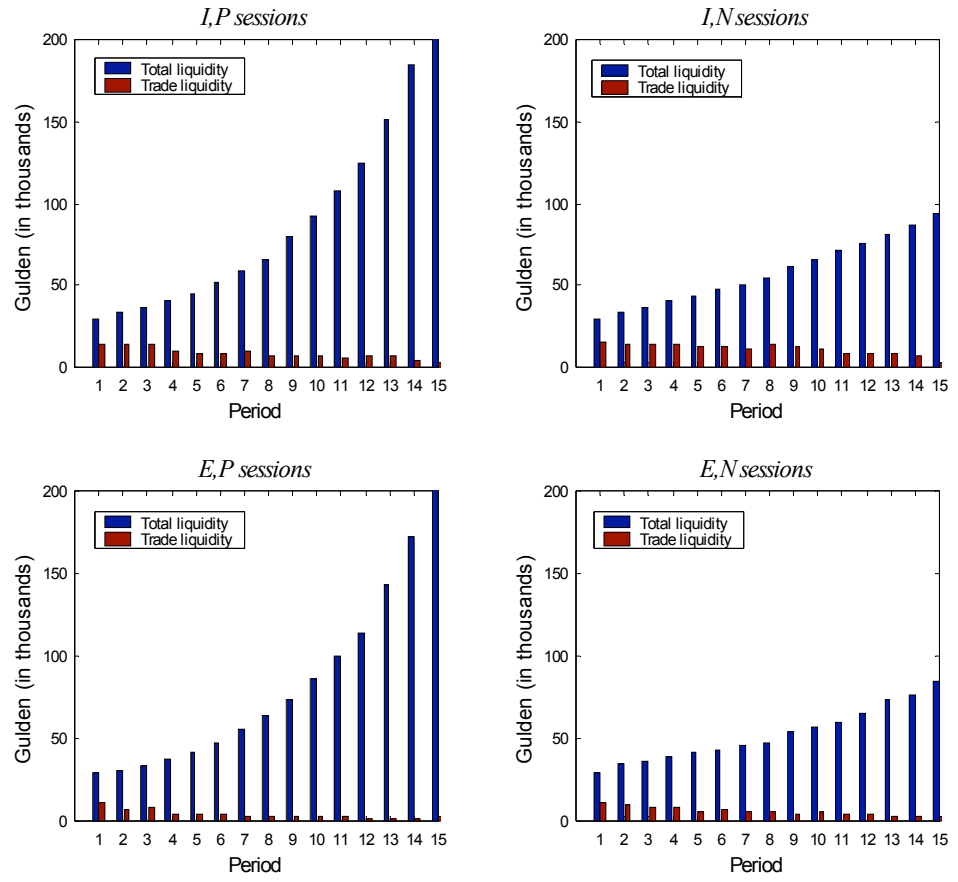 I,P sessions
200
150
100
50
0
Gulden (in thousands)
Total liquidity
Trade liquidity
1 2 3 4 5 6 7 8 9 10 11 12 13 14 15
Period
I,N sessions
200
150
100
50
0
Gulden (in thousands)
Total liquidity
Trade liquidity
1 2 3 4 5 6 7 8 9 10 11 12 13 14 15
Period
E,P sessions
200
150
100
50
0
Gulden (in thousands)
Total liquidity
Trade liquidity
1 2 3 4 5 6 7 8 9 10 11 12 13 14 15
Period
E,N sessions
200
150
100
50
0
Gulden (in thousands)
Total liquidity
Trade liquidity
1 2 3 4 5 6 7 8 9 10 11 12 13 14 15
Period